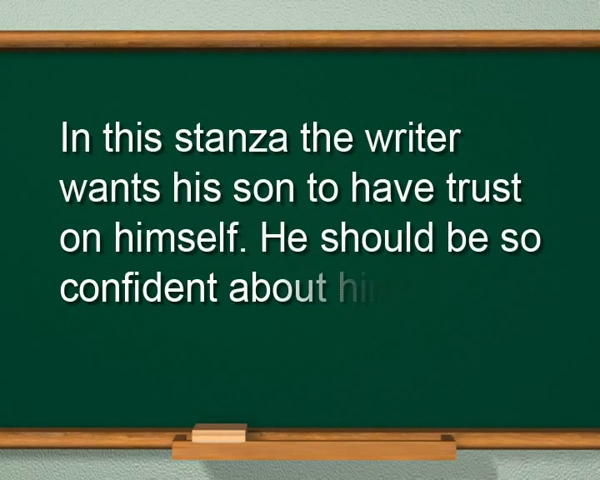 In this stanza the writer
wants his son to have trust
on himself. He should be so
confident about